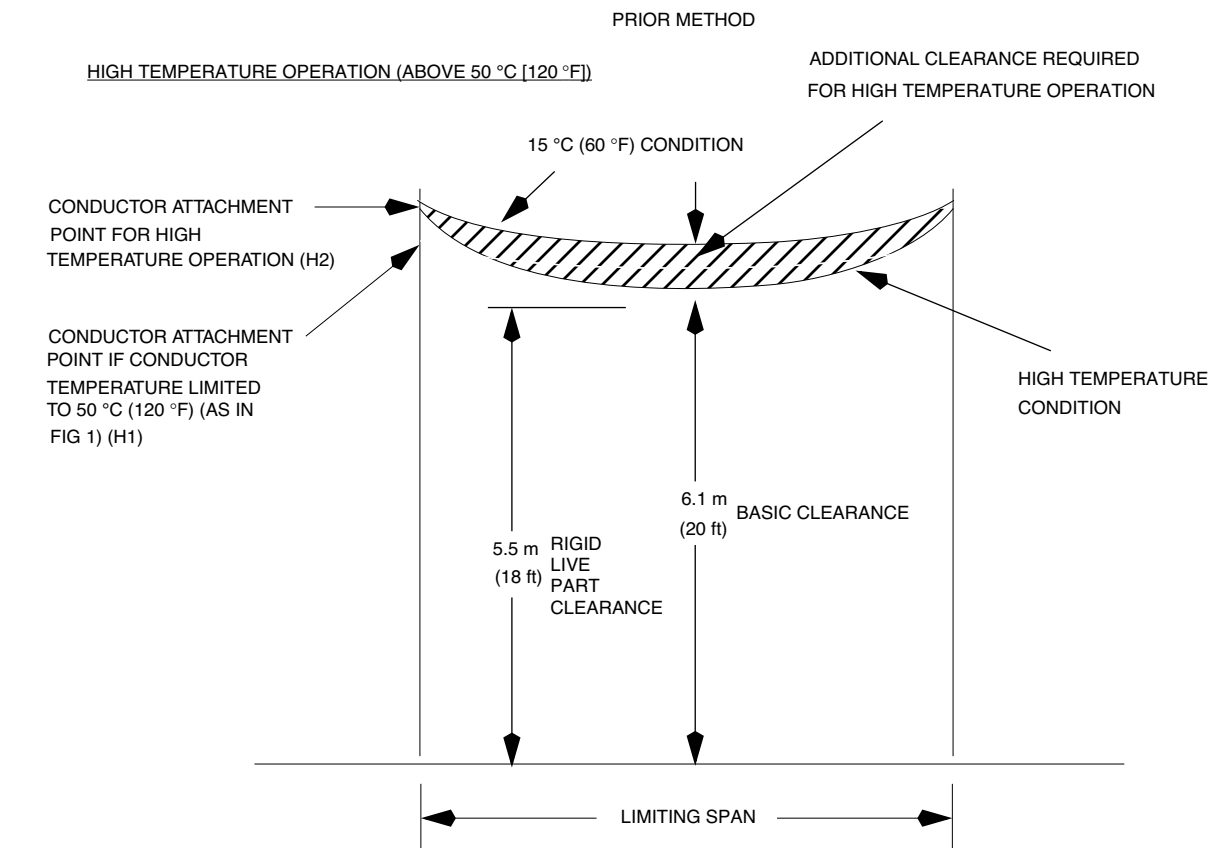 PRIOR METHOD
HIGH TEMPERATURE OPERATION (ABOVE 50 °C [120 °F])
ADDITIONAL CLEARANCE REQUIRED
FOR HIGH TEMPERATURE OPERATION
15 °C (60 °F) CONDITION
CONDUCTOR ATTACHMENT
POINT FOR HIGH
TEMPERATURE OPERATION (H2)
CONDUCTOR ATTACHMENT
POINT IF CONDUCTOR
TEMPERATURE LIMITED
TO 50 °C (120 °F) (AS IN
FIG 1) (H1)
HIGH TEMPERATURE
CONDITION
6.1 m
(20 ft)
BASIC CLEARANCE
5.5 m
(18 ft)
RIGID
LIVE
PART
CLEARANCE
LIMITING SPAN